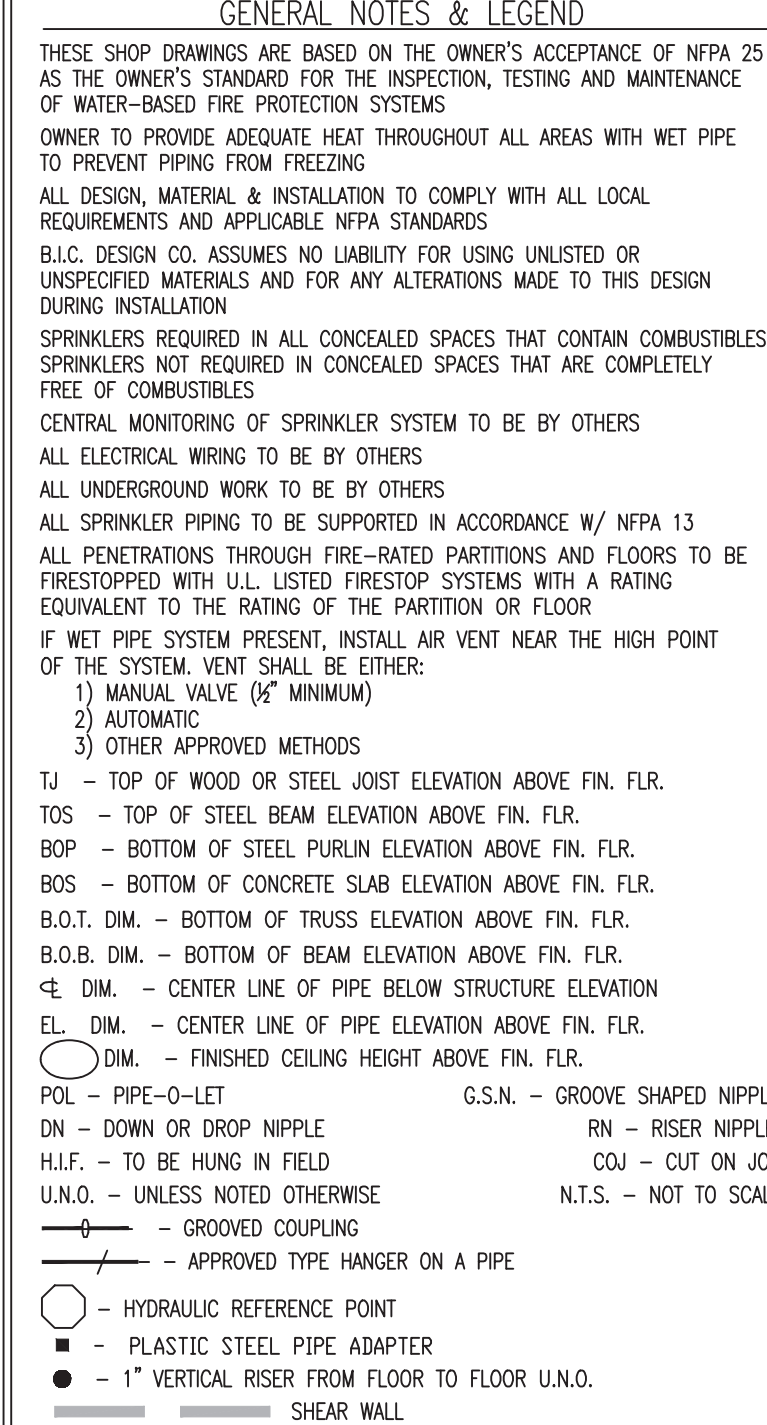 GENERAL NOTES & LEGEND
THESE SHOP DRAWINGS ARE BASED ON THE OWNER'S ACCEPTANCE OF NFPA 25
AS THE OWNER'S STANDARD FOR THE INSPECTION, TESTING AND MAINTENANCE
OF WATER-BASED FIRE PROTECTION SYSTEMS
OWNER TO PROVIDE ADEQUATE HEAT THROUGHOUT ALL AREAS WITH WET PIPE
TO PREVENT PIPING FROM FREEZING
ALL DESIGN, MATERIAL & INSTALLATION TO COMPLY WITH ALL LOCAL
REQUIREMENTS AND APPLICABLE NFPA STANDARDS
B.I.C. DESIGN CO. ASSUMES NO LIABILITY FOR USING UNLISTED OR
UNSPECIFIED MATERIALS AND FOR ANY ALTERATIONS MADE TO THIS DESIGN
DURING INSTALLATION
SPRINKLERS REQUIRED IN ALL CONCEALED SPACES THAT CONTAIN COMBUSTIBLES
SPRINKLERS NOT REQUIRED IN CONCEALED SPACES THAT ARE COMPLETELY
FREE OF COMBUSTIBLES
CENTRAL MONITORING OF SPRINKLER SYSTEM TO BE BY OTHERS
ALL ELECTRICAL WIRING TO BE BY OTHERS
ALL UNDERGROUND WORK TO BE BY OTHERS
ALL SPRINKLER PIPING TO BE SUPPORTED IN ACCORDANCE W/ NFPA 13
ALL PENETRATIONS THROUGH FIRE-RATED PARTITIONS AND FLOORS TO BE
FIRESTOPPED WITH U.L. LISTED FIRESTOP SYSTEMS WITH A RATING
EQUIVALENT TO THE RATING OF THE PARTITION OR FLOOR
IF WET PIPE SYSTEM PRESENT, INSTALL AIR VENT NEAR THE HIGH POINT
OF THE SYSTEM. VENT SHALL BE EITHER:
1) MANUAL VALVE (½" MINIMUM)
2) AUTOMATIC
3) OTHER APPROVED METHODS
TJ – TOP OF WOOD OR STEEL JOIST ELEVATION ABOVE FIN. FLR.
TOS – TOP OF STEEL BEAM ELEVATION ABOVE FIN. FLR.
BOP – BOTTOM OF STEEL PURLIN ELEVATION ABOVE FIN. FLR.
BOS – BOTTOM OF CONCRETE SLAB ELEVATION ABOVE FIN. FLR.
B.O.T. DIM. – BOTTOM OF TRUSS ELEVATION ABOVE FIN. FLR.
B.O.B. DIM. – BOTTOM OF BEAM ELEVATION ABOVE FIN. FLR.
℄ DIM. – CENTER LINE OF PIPE BELOW STRUCTURE ELEVATION
EL. DIM. – CENTER LINE OF PIPE ELEVATION ABOVE FIN. FLR.
DIM. – FINISHED CEILING HEIGHT ABOVE FIN. FLR.
POL – PIPE-O-LET G.S.N. – GROOVE SHAPED NIPPL
DN – DOWN OR DROP NIPPLE RN – RISER NIPPLE
H.I.F. – TO BE HUNG IN FIELD COJ – CUT ON JO
U.N.O. – UNLESS NOTED OTHERWISE N.T.S. – NOT TO SCAL
– GROOVED COUPLING
– APPROVED TYPE HANGER ON A PIPE
– HYDRAULIC REFERENCE POINT
– PLASTIC STEEL PIPE ADAPTER
– 1" VERTICAL RISER FROM FLOOR TO FLOOR U.N.O.
SHEAR WALL